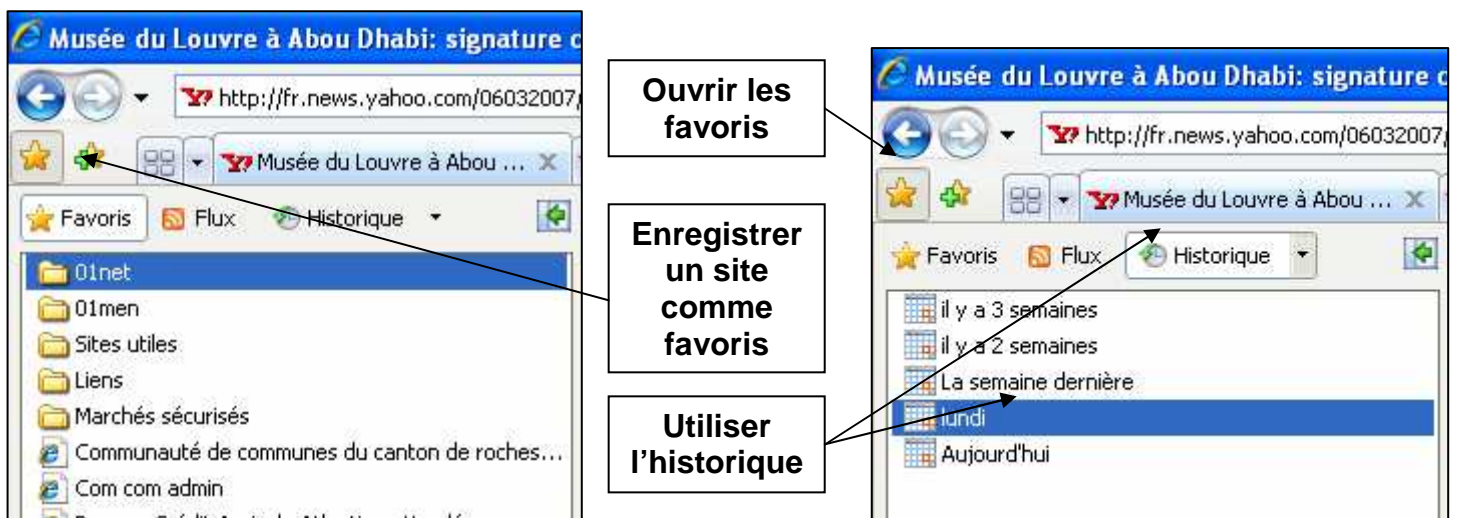 Musée du Louvre à Abou Dhabi: signature
http://fr.news.yahoo.com/06032007/
Musée du Louvre à Abou ...
Favoris Flux Historique
01net
01men
Sites utiles
Liens
Marchés sécurisés
Communauté de communes du canton de roches...
Com com admin
Ouvrir les
favoris
Enregistrer
un site
comme
favoris
Utiliser
l'historique
Musée du Louvre à Abou Dhabi: signature
http://fr.news.yahoo.com/06032007,
Musée du Louvre à Abou ...
Favoris Flux Historique
il y a 3 semaines
il y a 2 semaines
La semaine dernière
lundi
Aujourd'hui